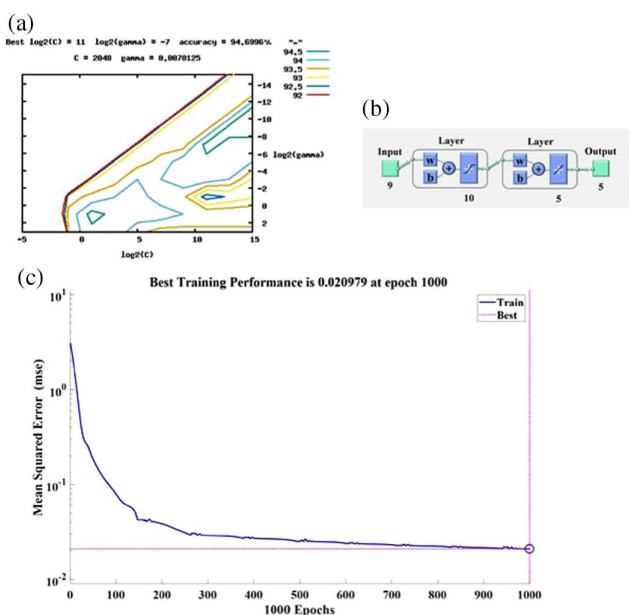 (a)
Best log2(C) = 11 log2(gamma) = -7 accuracy = 94.6996% "-"
C = 2048 gamma = 0.0078125
94.5
94
93.5
93
92.5
92
-14
-12
-10
-8
-6 log2(gamma)
-4
-2
0
2
-5 0 5 10 15
log2(C)
(b)
Layer Layer
Input Output
w w
b b
9 10 5 5
(c)
Best Training Performance is 0.020979 at epoch 1000
Train
Best
Mean Squared Error (mse)
10^1
10^0
10^-1
10^-2
0 100 200 300 400 500 600 700 800 900 1000
1000 Epochs